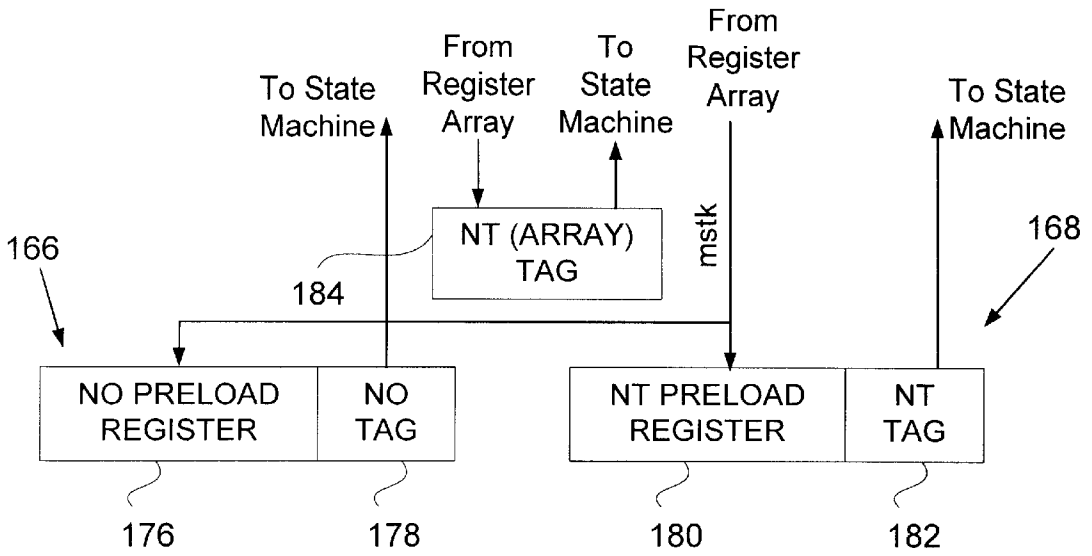 From
Register
Array
To
State
Machine
From
Register
Array
To State
Machine
To State
Machine
NT (ARRAY)
TAG
mstk
166
168
184
NO PRELOAD
REGISTER
NO
TAG
NT PRELOAD
REGISTER
NT
TAG
176
178
180
182